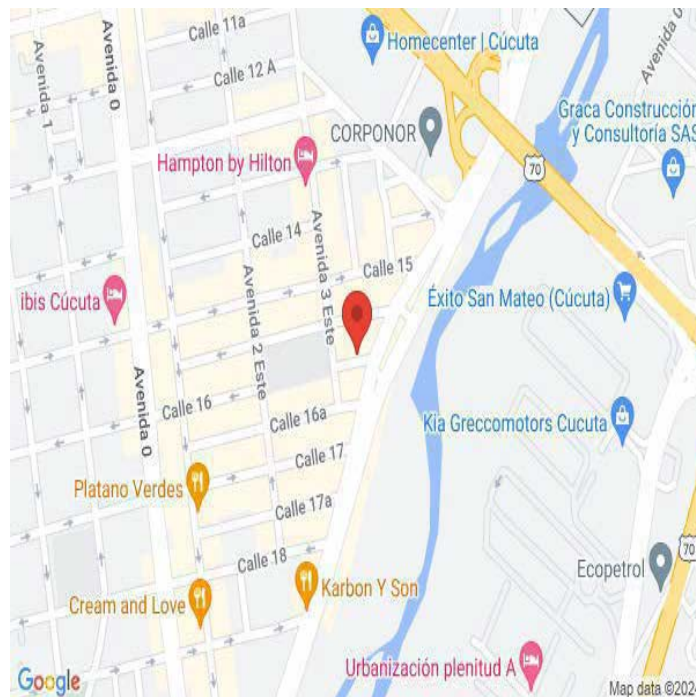 Calle 11a
Homecenter | Cúcuta
Avenida 0
Avenida 1
Avenida 0
Calle 12 A
CORPONOR
Graca Construcción
y Consultoría SAS
Hampton by Hilton
70
Calle 14
Avenida 3 Este
Calle 15
Avenida 2 Este
ibis Cúcuta
Éxito San Mateo (Cúcuta)
Avenida 0
Calle 16
Calle 16a
Kia Greccomotors Cucuta
Calle 17
Platano Verdes
Calle 17a
Calle 18
70
Ecopetrol
Karbon Y Son
Cream and Love
Urbanización plenitud A
Google
Map data ©202